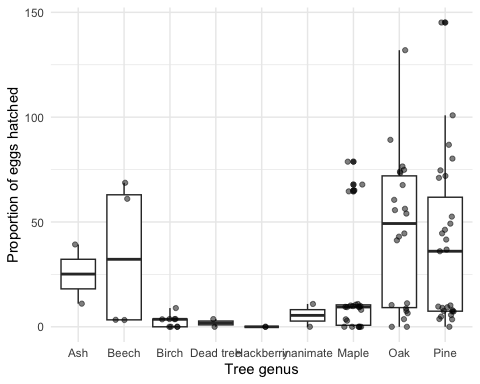 Proportion of eggs hatched
150
100
50
0
Ash Beech Birch Dead tree Hackberry Inanimate Maple Oak Pine
Tree genus